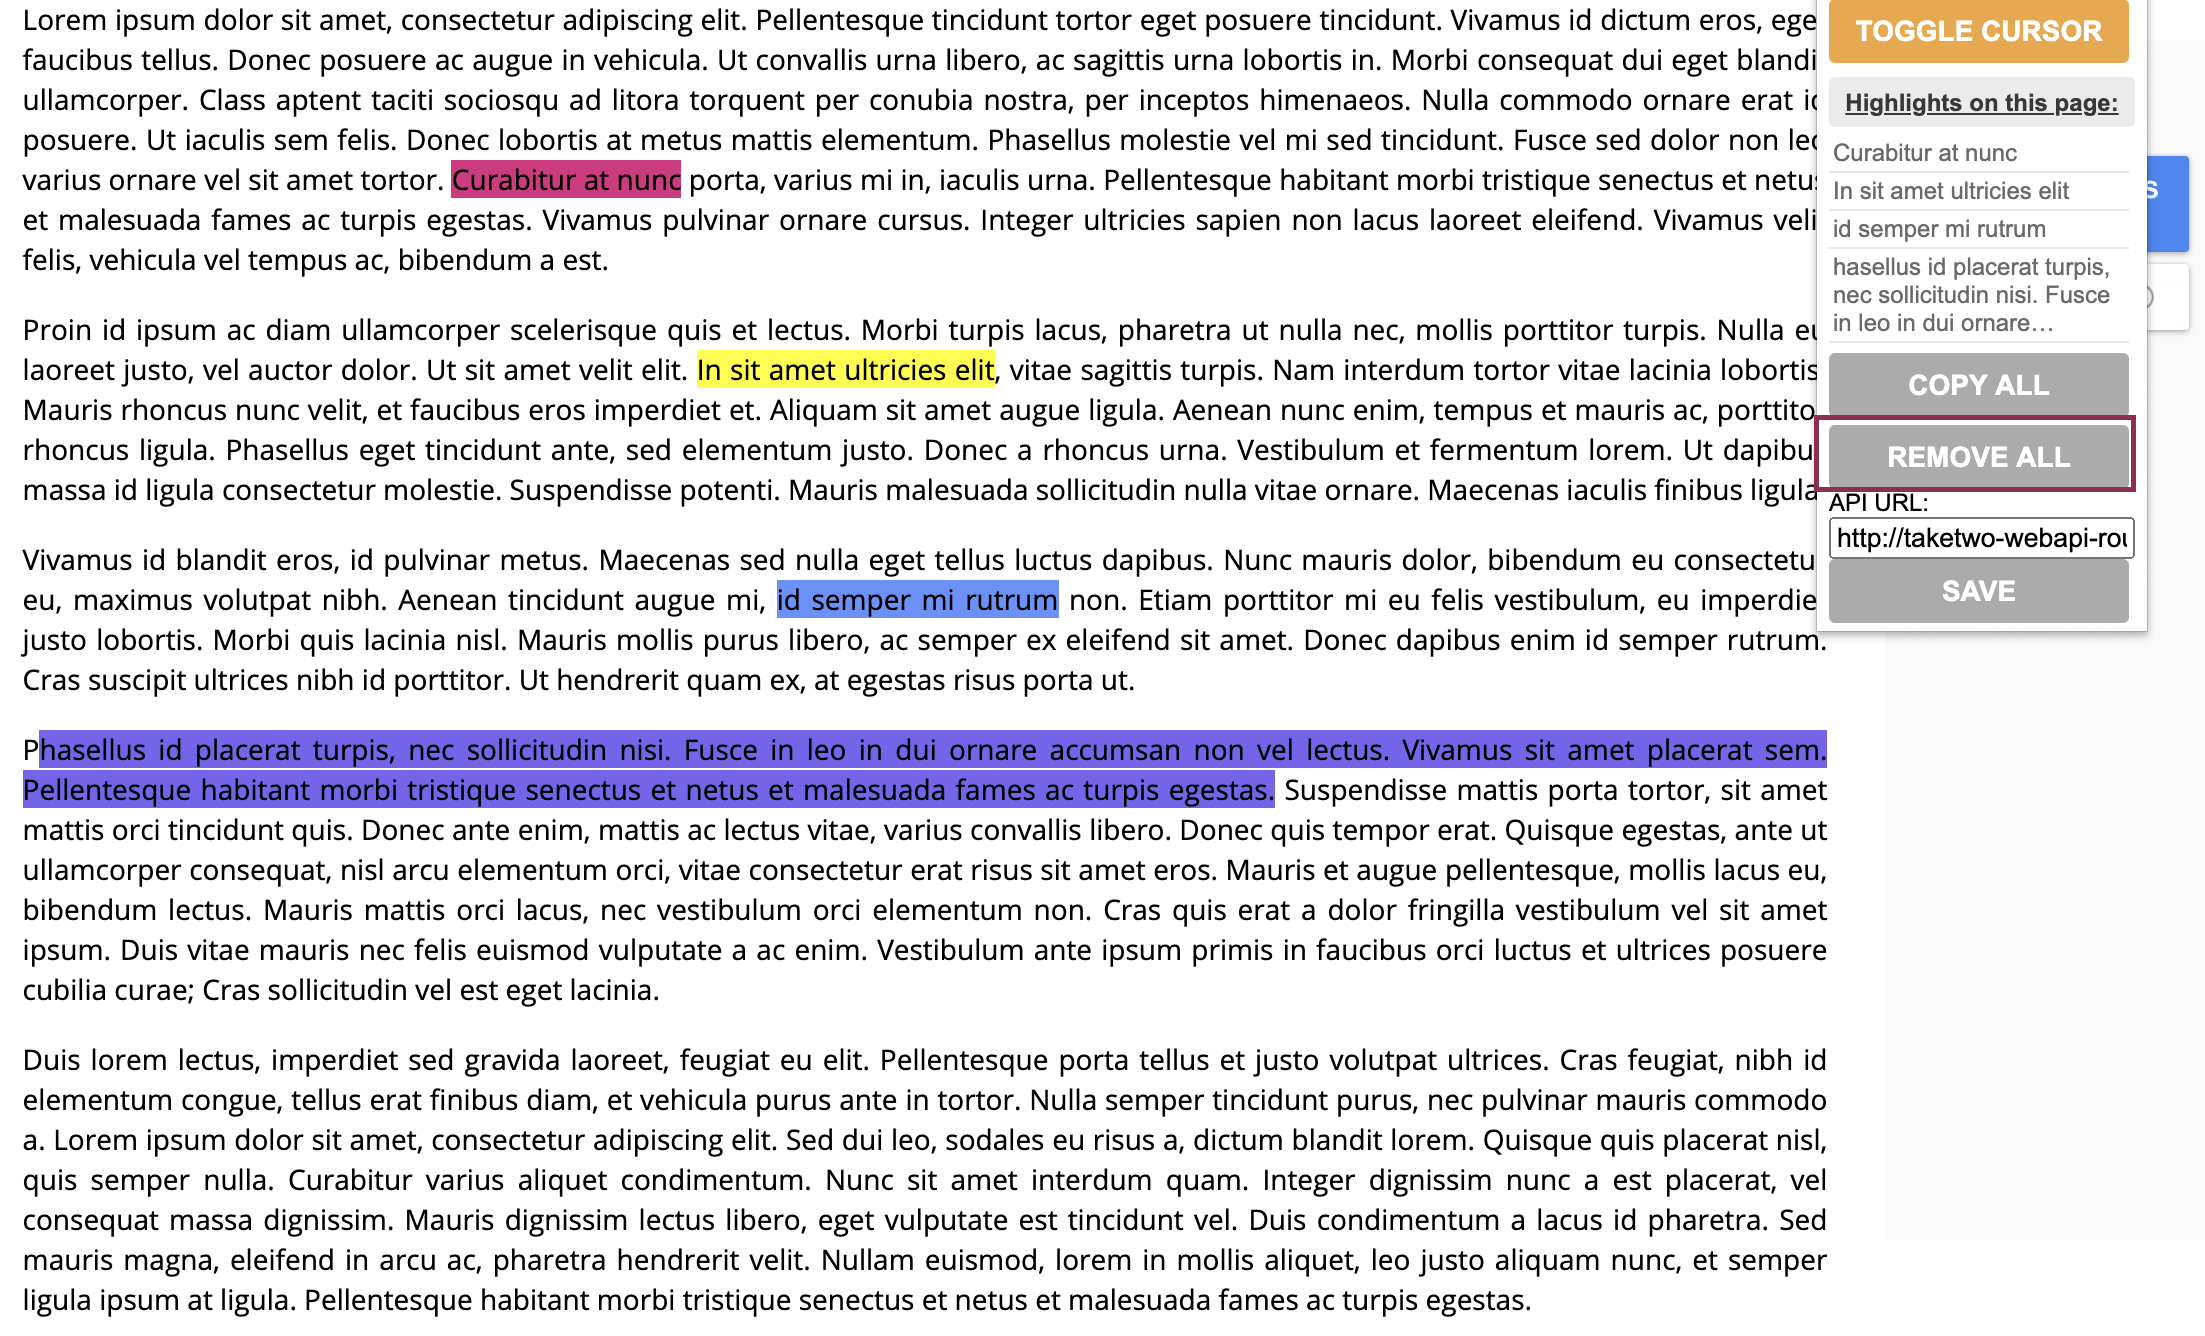 Lorem ipsum dolor sit amet, consectetur adipiscing elit. Pellentesque tincidunt tortor eget posuere tincidunt. Vivamus id dictum eros, ege
faucibus tellus. Donec posuere ac augue in vehicula. Ut convallis urna libero, ac sagittis urna lobortis in. Morbi consequat dui eget blandi
ullamcorper. Class aptent taciti sociosqu ad litora torquent per conubia nostra, per inceptos himenaeos. Nulla commodo ornare erat id
posuere. Ut iaculis sem felis. Donec lobortis at metus mattis elementum. Phasellus molestie vel mi sed tincidunt. Fusce sed dolor non leo
varius ornare vel sit amet tortor. Curabitur at nunc porta, varius mi in, iaculis urna. Pellentesque habitant morbi tristique senectus et netus
et malesuada fames ac turpis egestas. Vivamus pulvinar ornare cursus. Integer ultricies sapien non lacus laoreet eleifend. Vivamus veli
felis, vehicula vel tempus ac, bibendum a est.
Proin id ipsum ac diam ullamcorper scelerisque quis et lectus. Morbi turpis lacus, pharetra ut nulla nec, mollis porttitor turpis. Nulla eu
laoreet justo, vel auctor dolor. Ut sit amet velit elit. In sit amet ultricies elit, vitae sagittis turpis. Nam interdum tortor vitae lacinia lobortis
Mauris rhoncus nunc velit, et faucibus eros imperdiet et. Aliquam sit amet augue ligula. Aenean nunc enim, tempus et mauris ac, porttito
rhoncus ligula. Phasellus eget tincidunt ante, sed elementum justo. Donec a rhoncus urna. Vestibulum et fermentum lorem. Ut dapibu
massa id ligula consectetur molestie. Suspendisse potenti. Mauris malesuada sollicitudin nulla vitae ornare. Maecenas iaculis finibus ligula
Vivamus id blandit eros, id pulvinar metus. Maecenas sed nulla eget tellus luctus dapibus. Nunc mauris dolor, bibendum eu consectetu
eu, maximus volutpat nibh. Aenean tincidunt augue mi, id semper mi rutrum non. Etiam porttitor mi eu felis vestibulum, eu imperdie
justo lobortis. Morbi quis lacinia nisl. Mauris mollis purus libero, ac semper ex eleifend sit amet. Donec dapibus enim id semper rutrum.
Cras suscipit ultrices nibh id porttitor. Ut hendrerit quam ex, at egestas risus porta ut.
Phasellus id placerat turpis, nec sollicitudin nisi. Fusce in leo in dui ornare accumsan non vel lectus. Vivamus sit amet placerat sem.
Pellentesque habitant morbi tristique senectus et netus et malesuada fames ac turpis egestas. Suspendisse mattis porta tortor, sit amet
mattis orci tincidunt quis. Donec ante enim, mattis ac lectus vitae, varius convallis libero. Donec quis tempor erat. Quisque egestas, ante ut
ullamcorper consequat, nisl arcu elementum orci, vitae consectetur erat risus sit amet eros. Mauris et augue pellentesque, mollis lacus eu,
bibendum lectus. Mauris mattis orci lacus, nec vestibulum orci elementum non. Cras quis erat a dolor fringilla vestibulum vel sit amet
ipsum. Duis vitae mauris nec felis euismod vulputate a ac enim. Vestibulum ante ipsum primis in faucibus orci luctus et ultrices posuere
cubilia curae; Cras sollicitudin vel est eget lacinia.
Duis lorem lectus, imperdiet sed gravida laoreet, feugiat eu elit. Pellentesque porta tellus et justo volutpat ultrices. Cras feugiat, nibh id
elementum congue, tellus erat finibus diam, et vehicula purus ante in tortor. Nulla semper tincidunt purus, nec pulvinar mauris commodo
a. Lorem ipsum dolor sit amet, consectetur adipiscing elit. Sed dui leo, sodales eu risus a, dictum blandit lorem. Quisque quis placerat nisl,
quis semper nulla. Curabitur varius aliquet condimentum. Nunc sit amet interdum quam. Integer dignissim nunc a est placerat, vel
consequat massa dignissim. Mauris dignissim lectus libero, eget vulputate est tincidunt vel. Duis condimentum a lacus id pharetra. Sed
mauris magna, eleifend in arcu ac, pharetra hendrerit velit. Nullam euismod, lorem in mollis aliquet, leo justo aliquam nunc, et semper
ligula ipsum at ligula. Pellentesque habitant morbi tristique senectus et netus et malesuada fames ac turpis egestas.
TOGGLE CURSOR
Highlights on this page:
Curabitur at nunc
In sit amet ultricies elit
id semper mi rutrum
hasellus id placerat turpis,
nec sollicitudin nisi. Fusce
in leo in dui ornare…
COPY ALL
REMOVE ALL
API URL:
http://taketwo-webapi-rou
SAVE
S